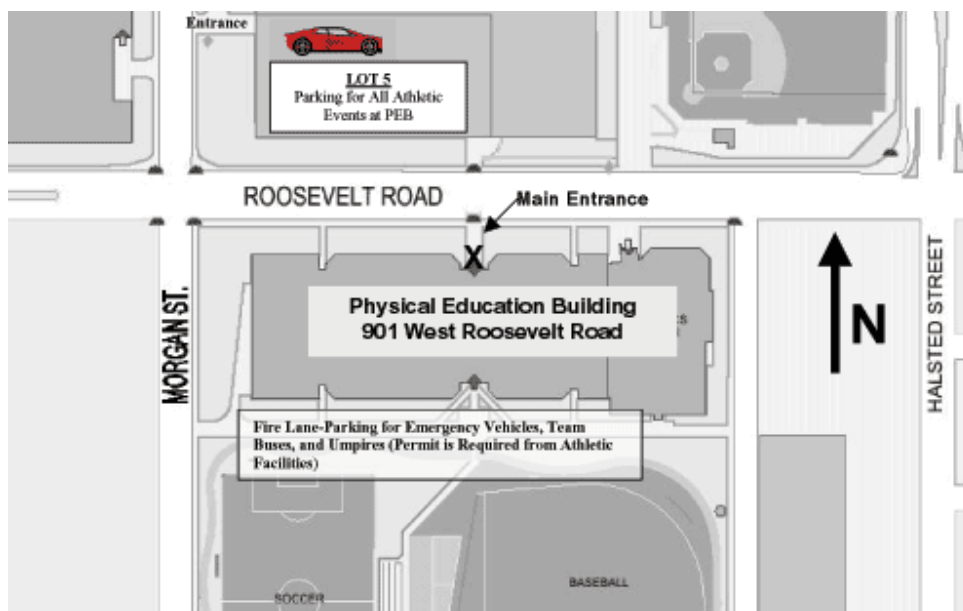 Entrance
LOT 5
Parking for All Athletic
Events at PEB
ROOSEVELT ROAD
Main Entrance
X
Physical Education Building
901 West Roosevelt Road
MORGAN ST.
N
HALSTED STREET
Fire Lane-Parking for Emergency Vehicles, Team
Buses, and Umpires (Permit is Required from Athletic
Facilities)
SOCCER
BASEBALL